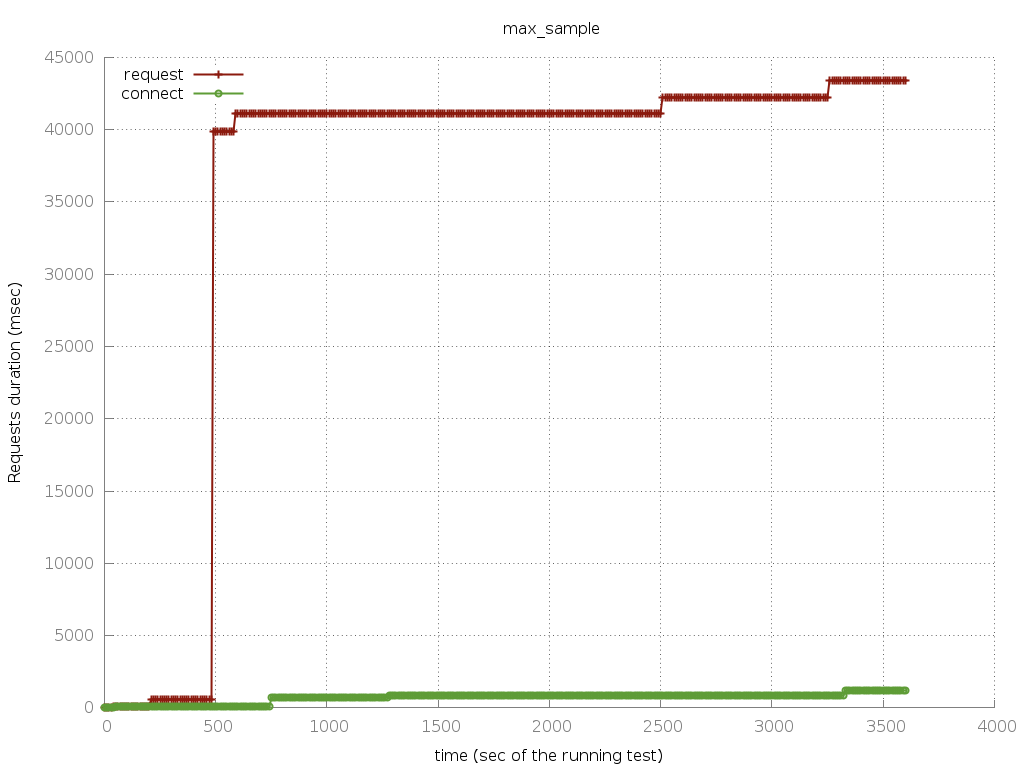 max_sample
45000
40000
35000
30000
25000
20000
15000
10000
5000
0
request
connect
Requests duration (msec)
0 500 1000 1500 2000 2500 3000 3500 4000
time (sec of the running test)